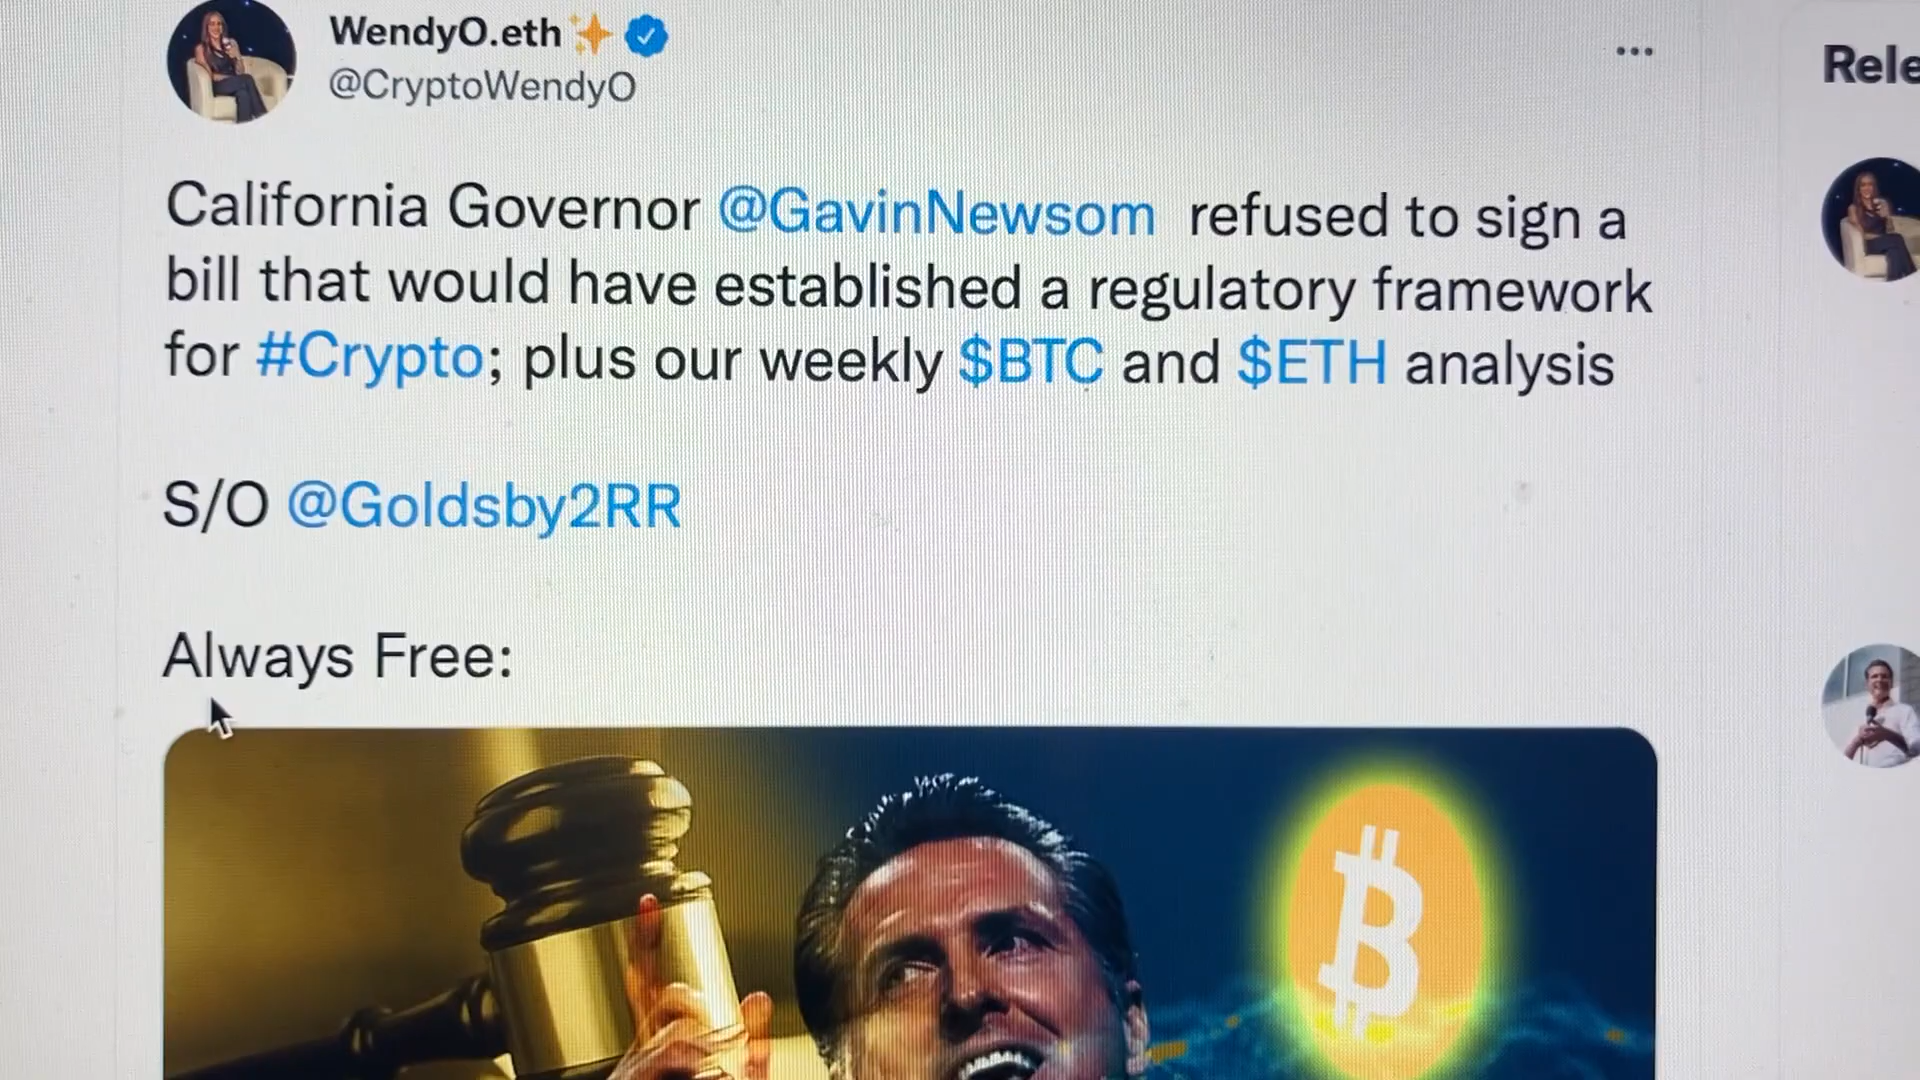 WendyO.eth
@CryptoWendyO
California Governor @GavinNewsom refused to sign a
bill that would have established a regulatory framework
for #Crypto; plus our weekly $BTC and $ETH analysis
S/O @Goldsby2RR
Always Free: